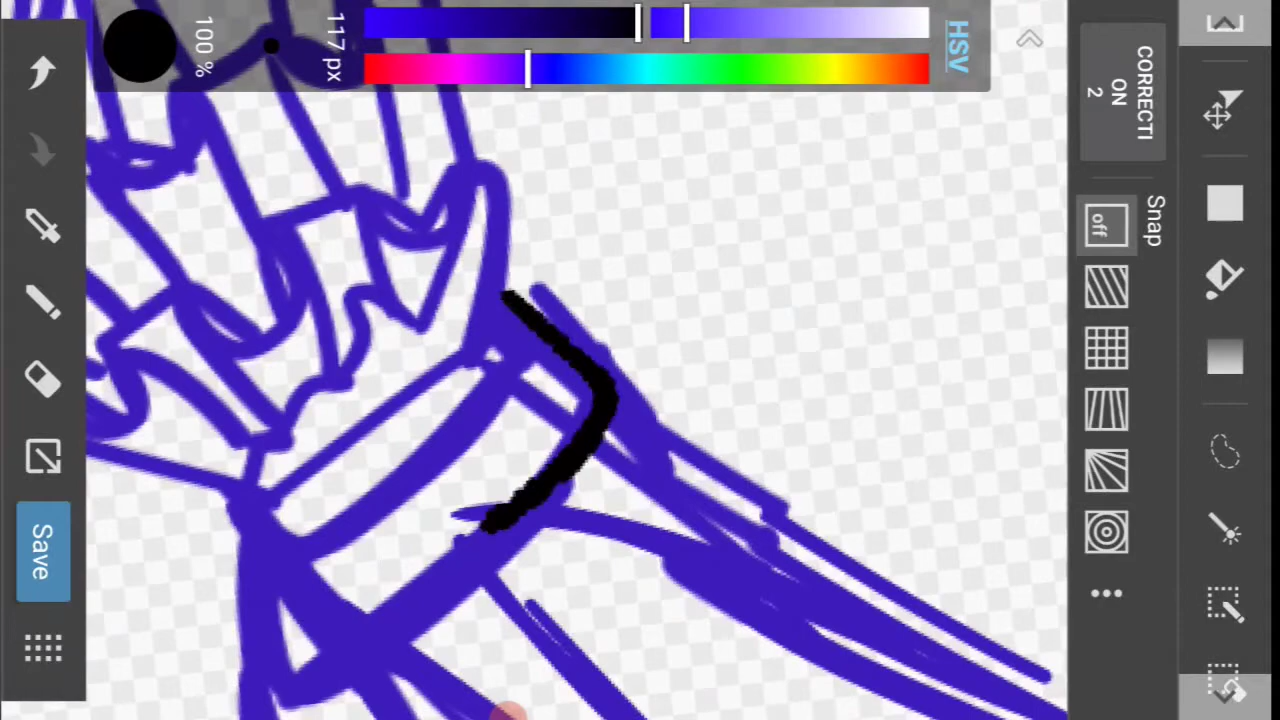 HSV
117 px
100 %
CORRECTI
ON
2
Snap
off
Save